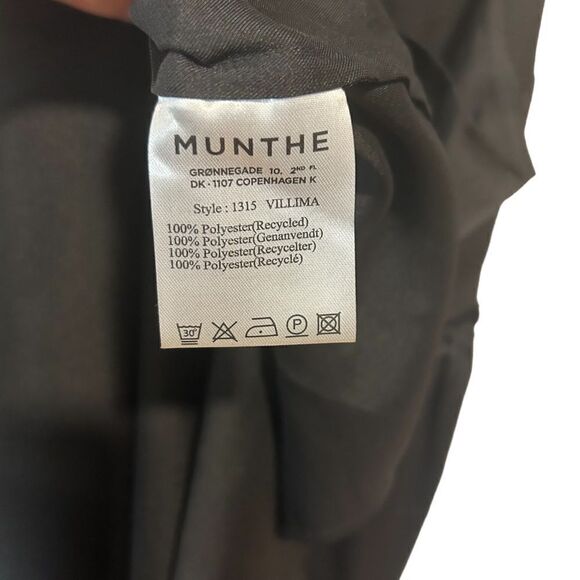 MUNTHE
GRØNNEGADE 10, 2ND FL
DK-1107 COPENHAGEN K
Style : 1315 VILLIMA
100% Polyester(Recycled)
100% Polyester(Genanvendt)
100% Polyester(Recycelter)
100% Polyester(Recyclé)
30°
P